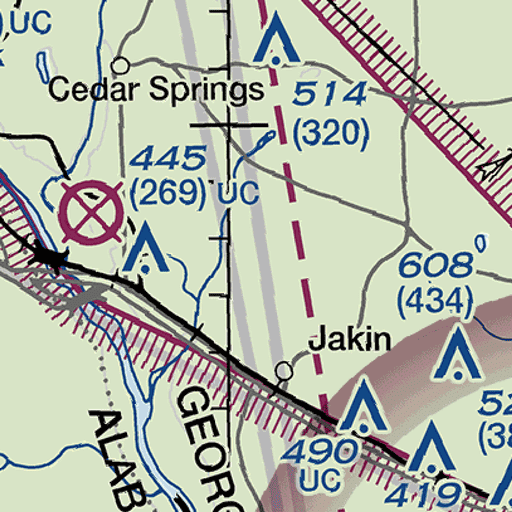 UC
Cedar Springs
514
(320)
445
(269) UC
608
(434)
Jakin
490
UC
419
GEORG
ALAB